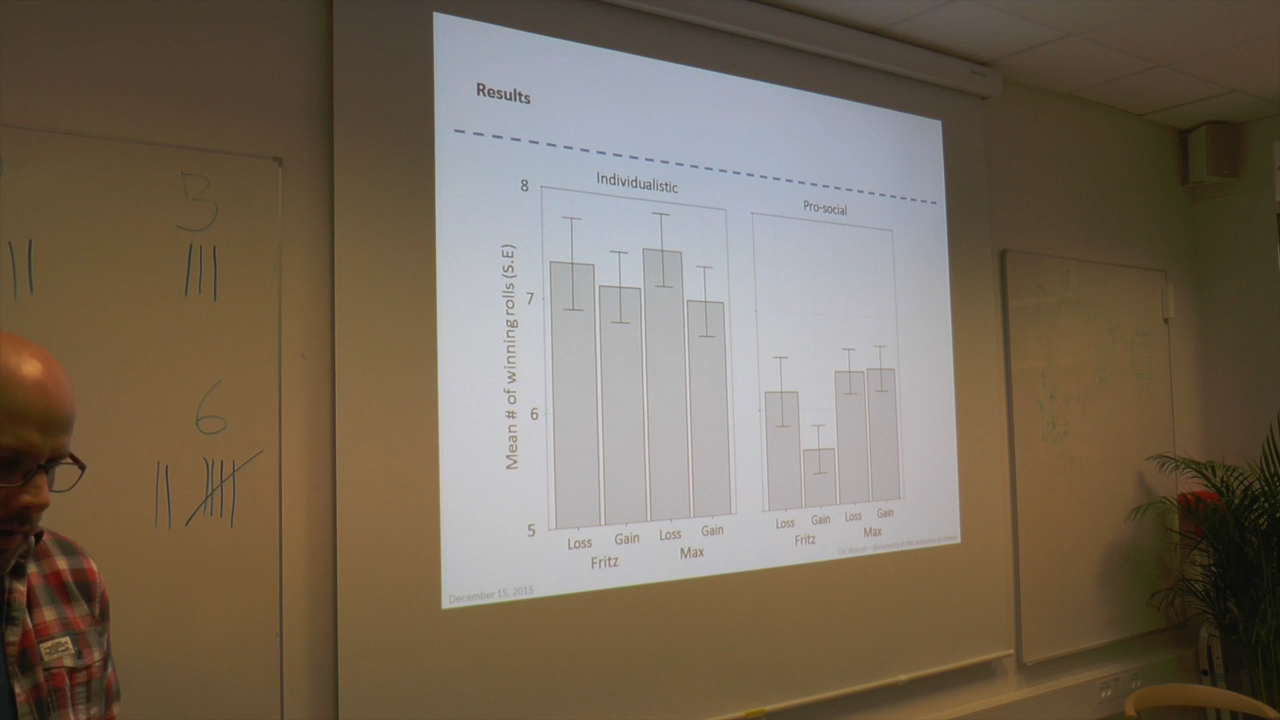 3
6
Results
Individualistic
Pro-social
8
7
6
5
Mean # of winning rolls (S.E)
Loss Gain Loss Gain
Fritz Max
Loss Gain Loss Gain
Fritz Max
December 15, 2015